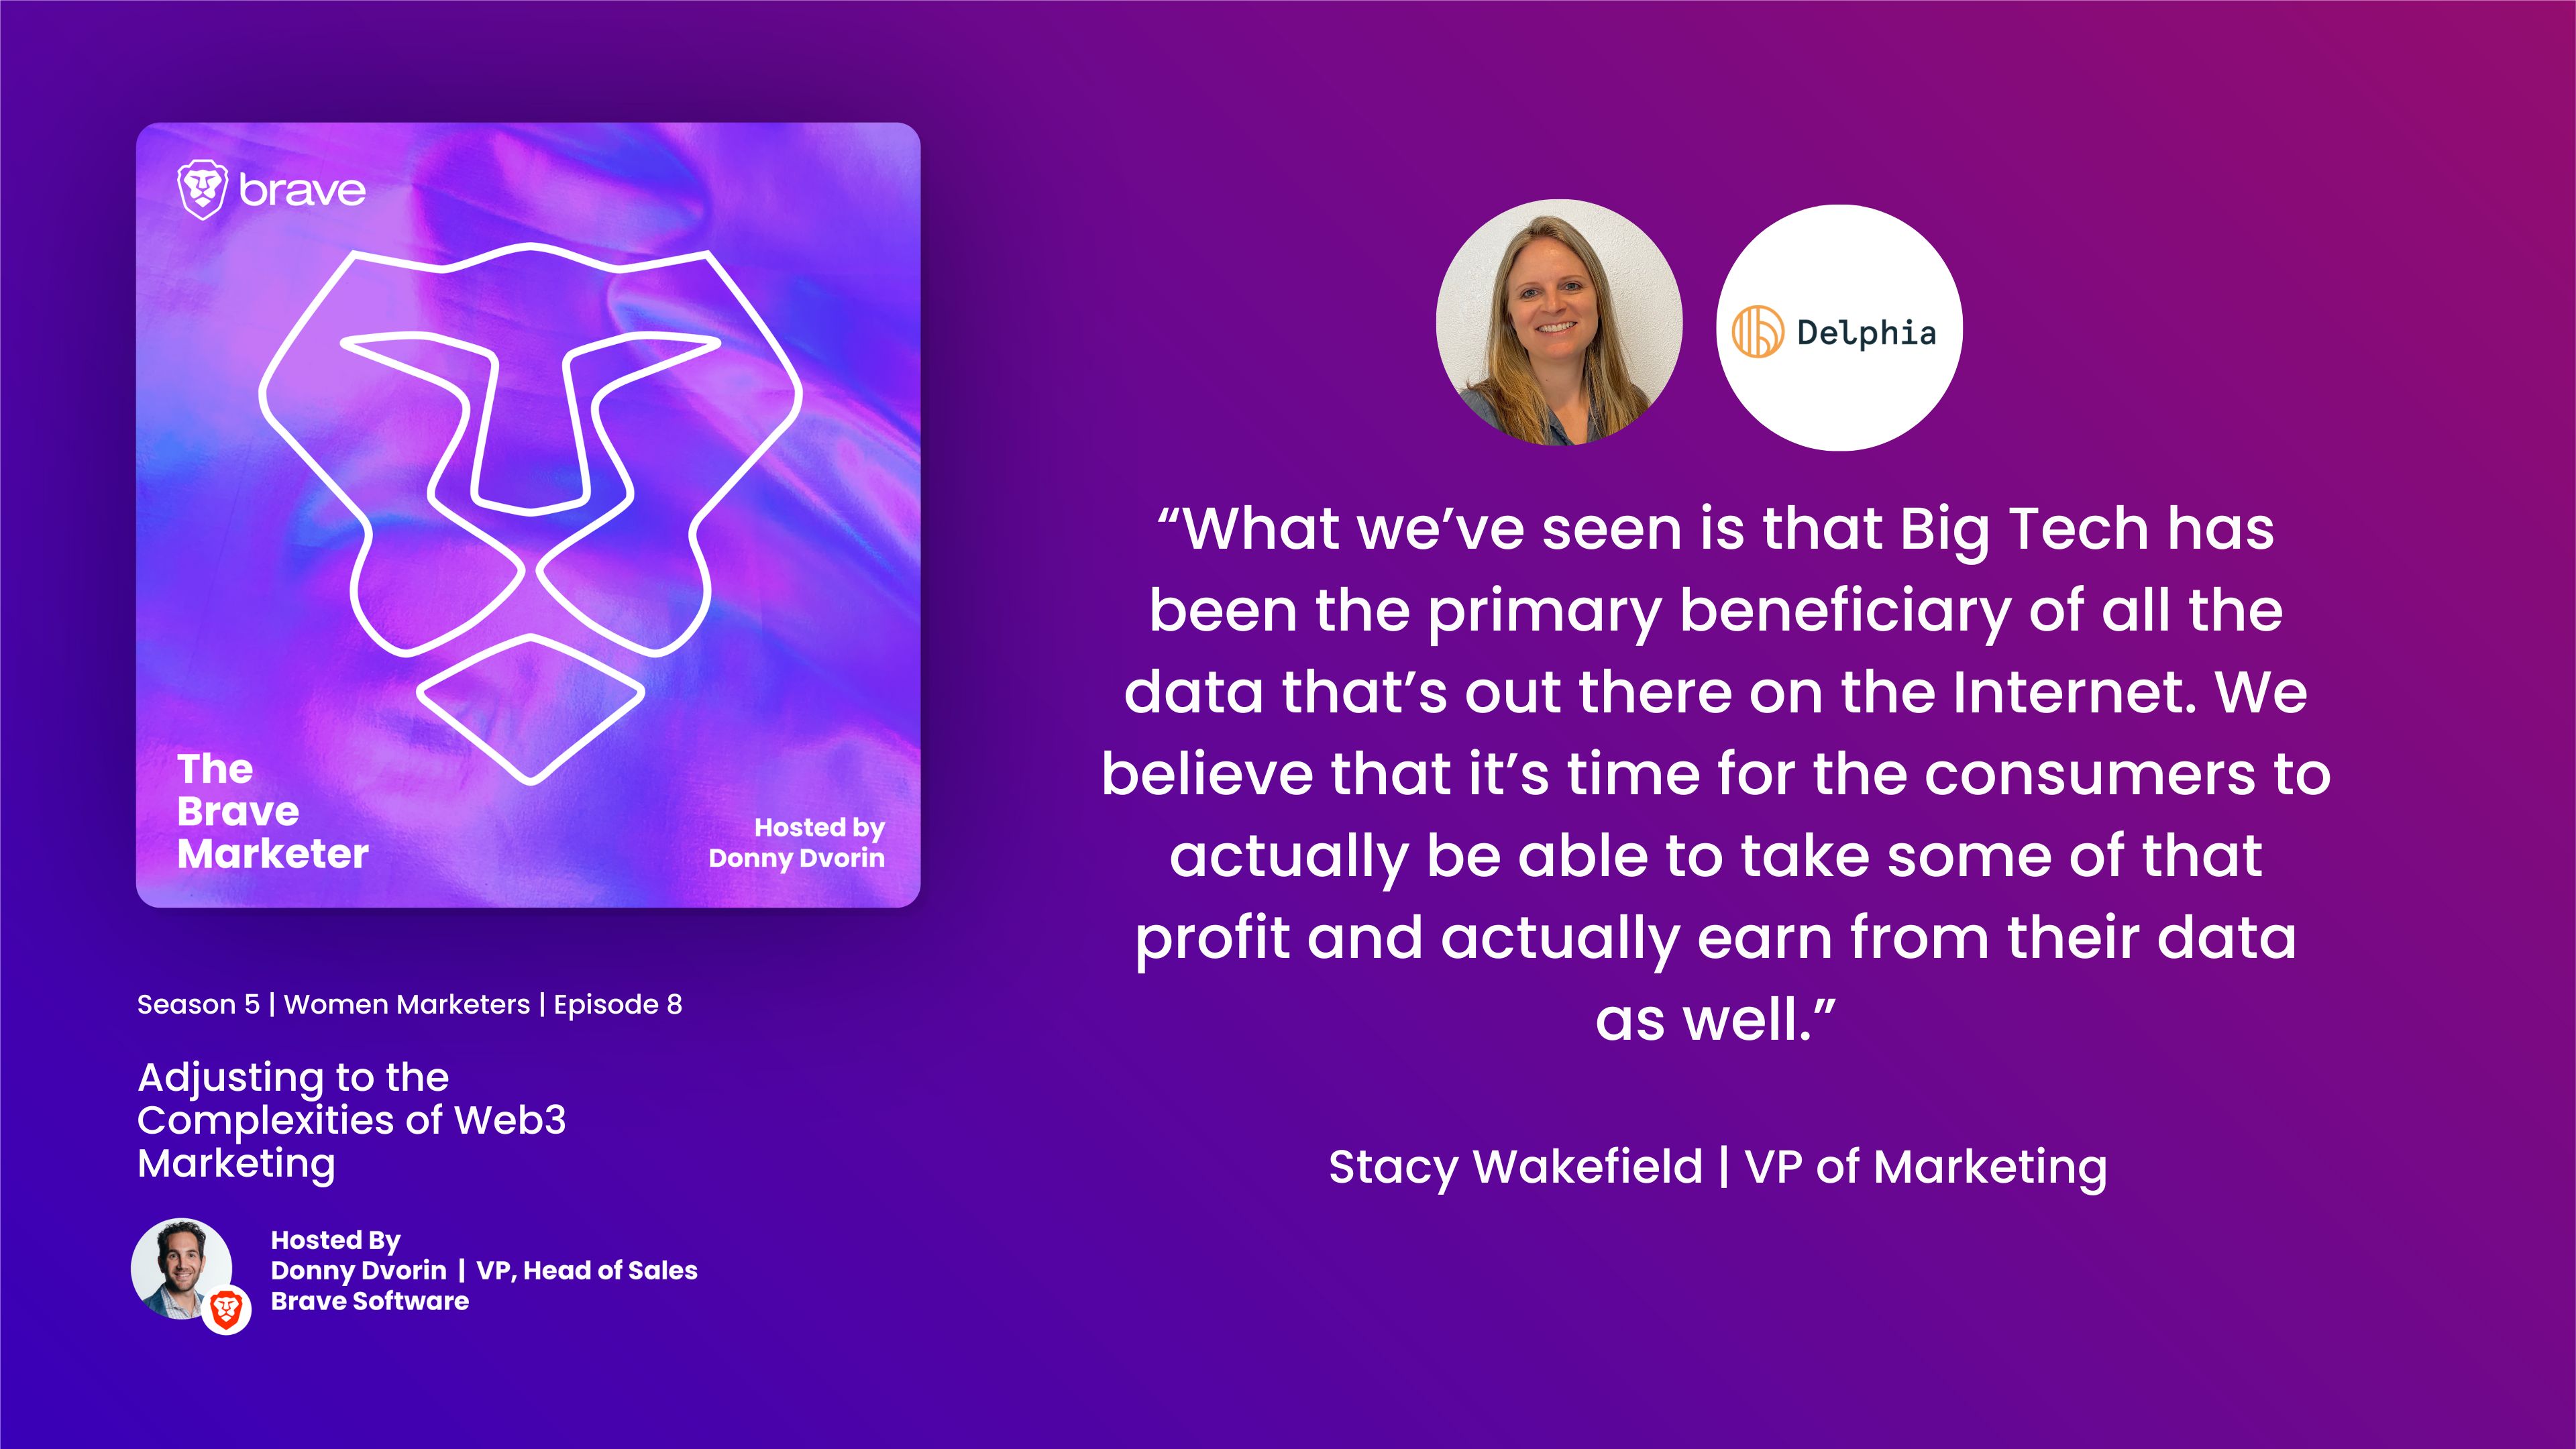 brave
The
Brave
Marketer
Hosted by
Donny Dvorin
Season 5 | Women Marketers | Episode 8
Adjusting to the
Complexities of Web3
Marketing
Hosted By
Donny Dvorin | VP, Head of Sales
Brave Software
Delphia
“What we’ve seen is that Big Tech has
been the primary beneficiary of all the
data that’s out there on the Internet. We
believe that it’s time for the consumers to
actually be able to take some of that
profit and actually earn from their data
as well.”
Stacy Wakefield | VP of Marketing